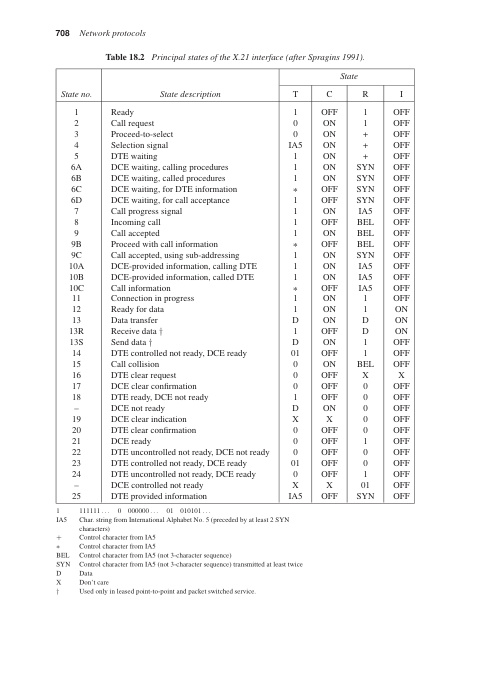 708 Network protocols
Table 18.2 Principal states of the X.21 interface (after Spragins 1991).
State
State no. State description T C R I
1 Ready 1 OFF 1 OFF
2 Call request 0 ON 1 OFF
3 Proceed-to-select 0 ON + OFF
4 Selection signal IA5 ON + OFF
5 DTE waiting 1 ON + OFF
6A DCE waiting, calling procedures 1 ON SYN OFF
6B DCE waiting, called procedures 1 ON SYN OFF
6C DCE waiting, for DTE information * OFF SYN OFF
6D DCE waiting, for call acceptance 1 OFF SYN OFF
7 Call progress signal 1 ON IA5 OFF
8 Incoming call 1 OFF BEL OFF
9 Call accepted 1 ON BEL OFF
9B Proceed with call information * OFF BEL OFF
9C Call accepted, using sub-addressing 1 ON SYN OFF
10A DCE-provided information, calling DTE 1 ON IA5 OFF
10B DCE-provided information, called DTE 1 ON IA5 OFF
10C Call information * OFF IA5 OFF
11 Connection in progress 1 ON 1 OFF
12 Ready for data 1 ON 1 ON
13 Data transfer D ON D ON
13R Receive data † 1 OFF D ON
13S Send data † D ON 1 OFF
14 DTE controlled not ready, DCE ready 01 OFF 1 OFF
15 Call collision 0 ON BEL OFF
16 DTE clear request 0 OFF X X
17 DCE clear confirmation 0 OFF 0 OFF
18 DTE ready, DCE not ready 1 OFF 0 OFF
– DCE not ready D ON 0 OFF
19 DCE clear indication X X 0 OFF
20 DTE clear confirmation 0 OFF 0 OFF
21 DCE ready 0 OFF 1 OFF
22 DTE uncontrolled not ready, DCE not ready 0 OFF 0 OFF
23 DTE controlled not ready, DCE ready 01 OFF 0 OFF
24 DTE uncontrolled not ready, DCE ready 0 OFF 1 OFF
– DCE controlled not ready X X 01 OFF
25 DTE provided information IA5 OFF SYN OFF
1 111111… 0 000000… 01 010101…
IA5 Char. string from International Alphabet No. 5 (preceded by at least 2 SYN
characters)
+ Control character from IA5
* Control character from IA5
BEL Control character from IA5 (not 3-character sequence)
SYN Control character from IA5 (not 3-character sequence) transmitted at least twice
D Data
X Don't care
† Used only in leased point-to-point and packet switched service.